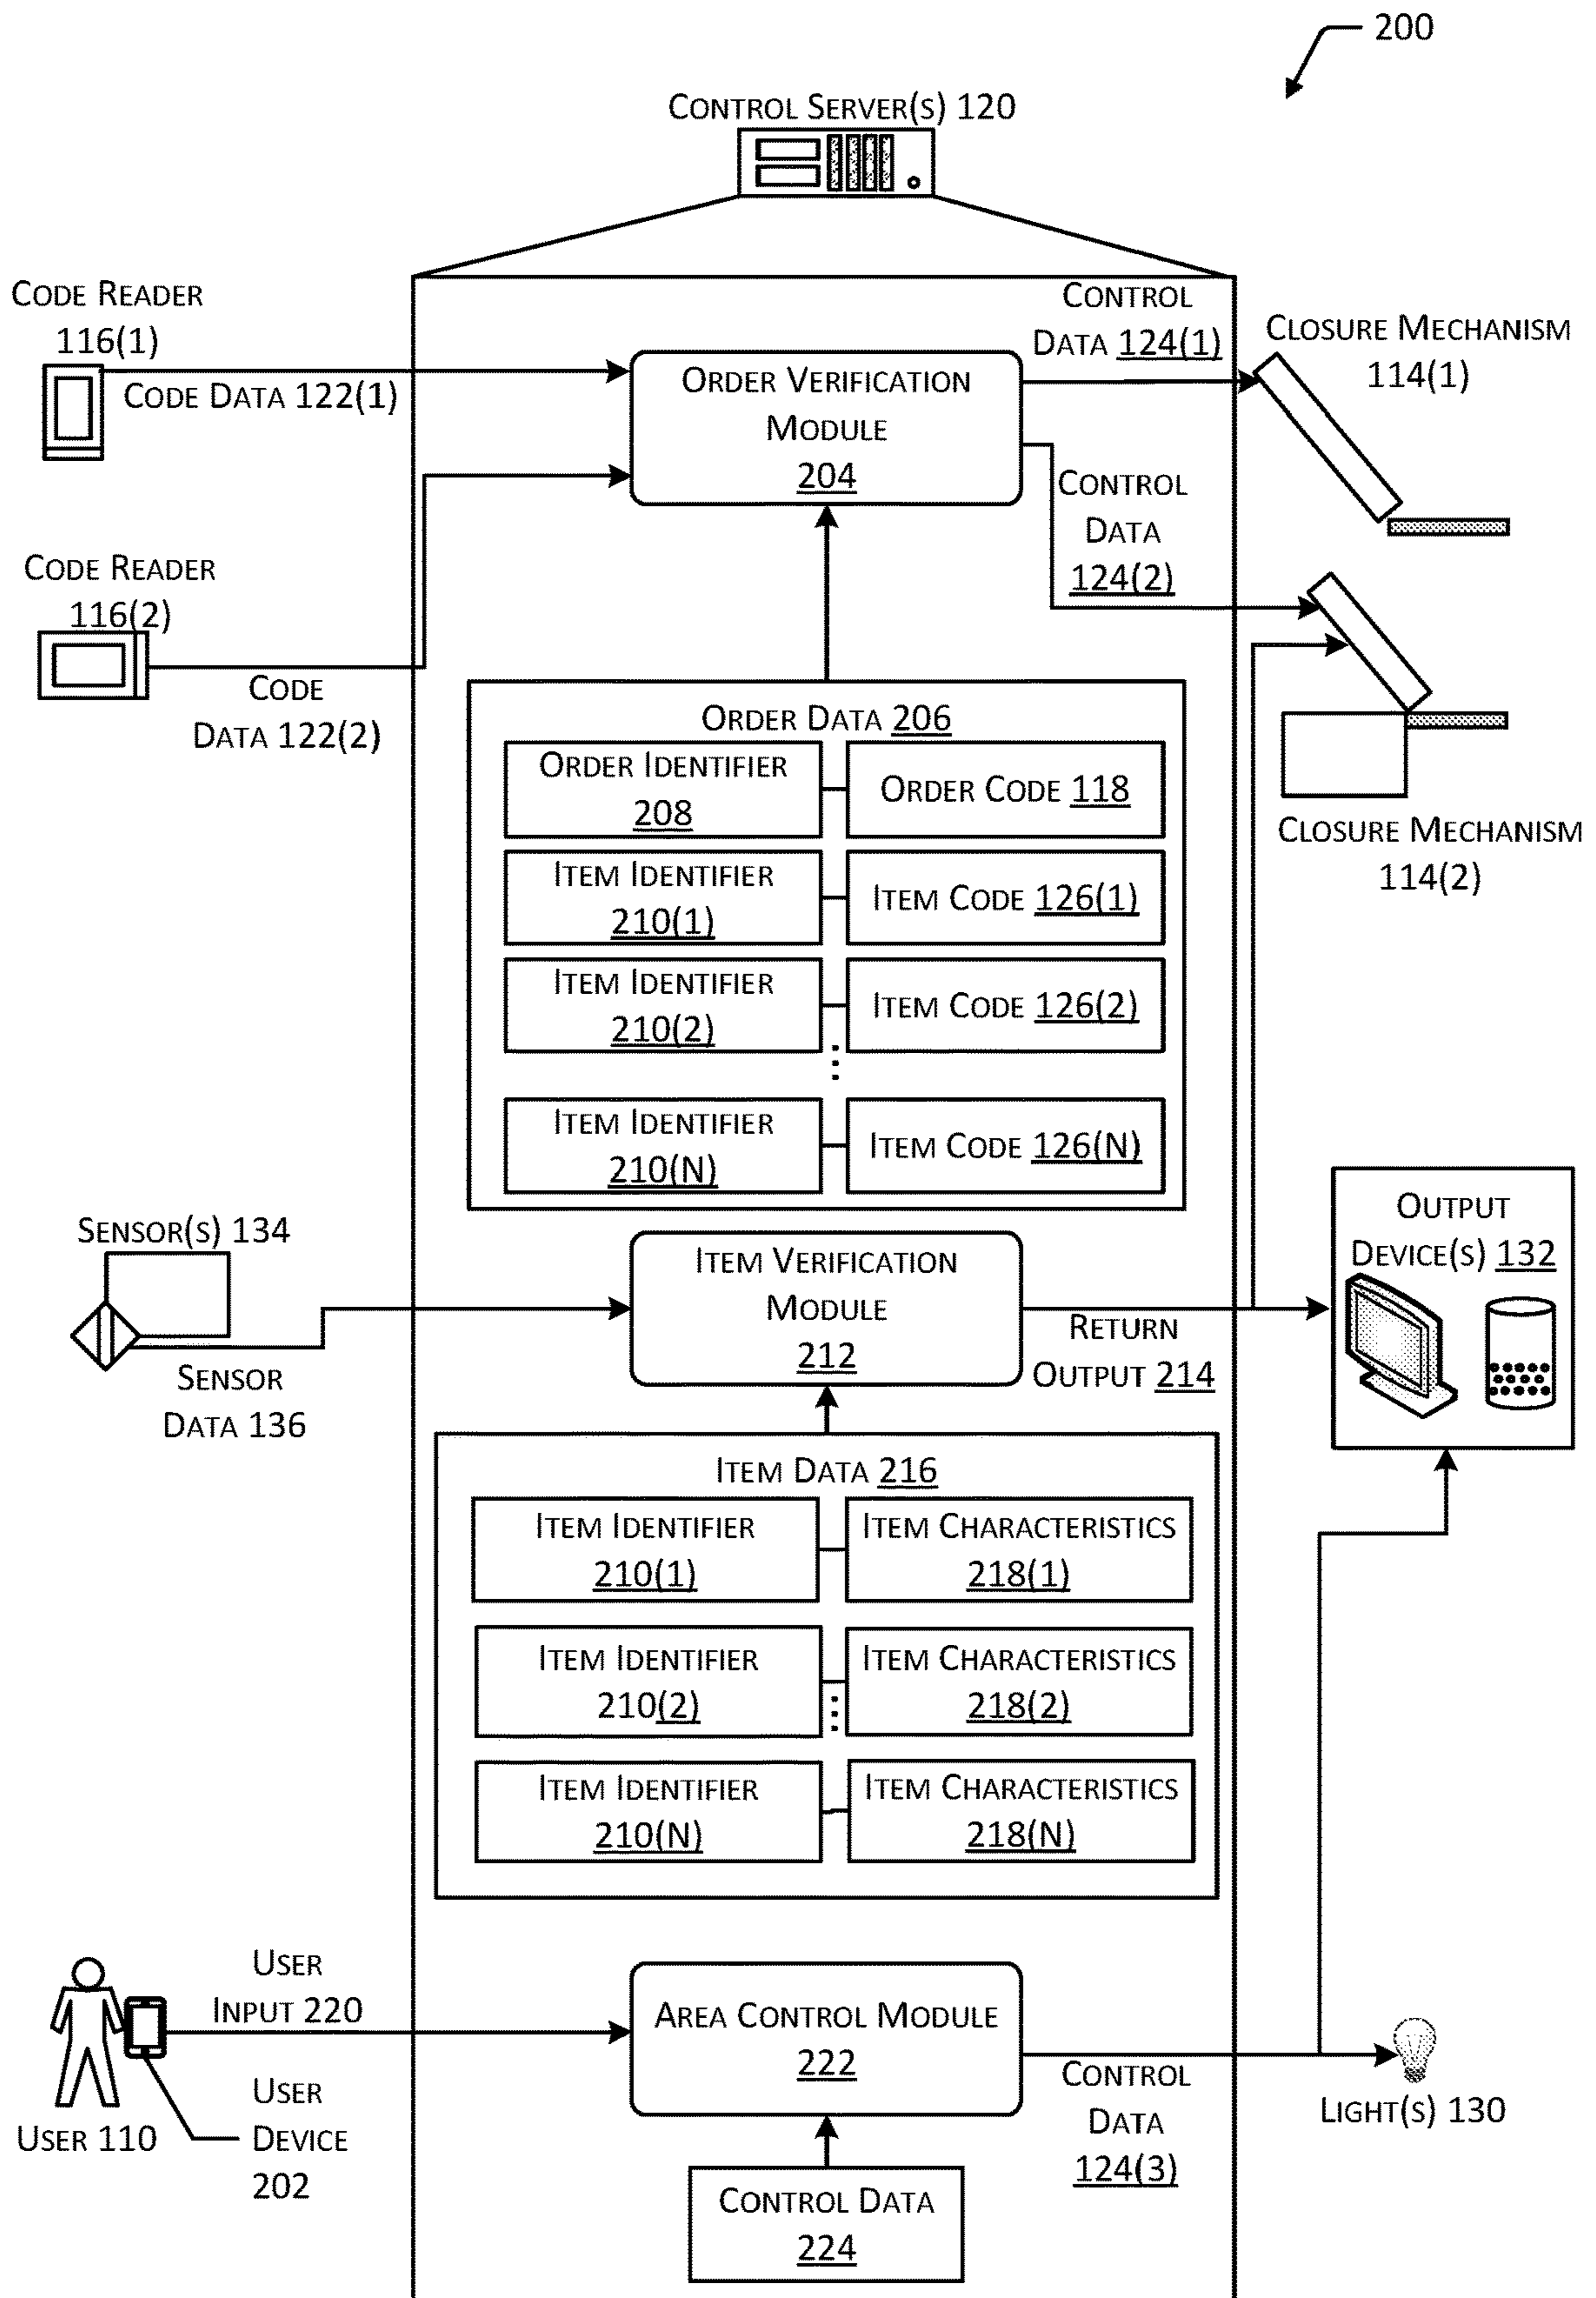 200
CONTROL SERVER(S) 120
CODE READER
116(1)
CODE DATA 122(1)
CONTROL
DATA 124(1)
CLOSURE MECHANISM
114(1)
ORDER VERIFICATION
MODULE
204
CONTROL
DATA
124(2)
CODE READER
116(2)
CODE
DATA 122(2)
CLOSURE MECHANISM
114(2)
ORDER DATA 206
ORDER IDENTIFIER
208
ORDER CODE 118
ITEM IDENTIFIER
210(1)
ITEM CODE 126(1)
ITEM IDENTIFIER
210(2)
ITEM CODE 126(2)
ITEM IDENTIFIER
210(N)
ITEM CODE 126(N)
SENSOR(S) 134
SENSOR
DATA 136
ITEM VERIFICATION
MODULE
212
RETURN
OUTPUT 214
OUTPUT
DEVICE(S) 132
ITEM DATA 216
ITEM IDENTIFIER
210(1)
ITEM CHARACTERISTICS
218(1)
ITEM IDENTIFIER
210(2)
ITEM CHARACTERISTICS
218(2)
ITEM IDENTIFIER
210(N)
ITEM CHARACTERISTICS
218(N)
USER
INPUT 220
USER 110
USER
DEVICE
202
AREA CONTROL MODULE
222
CONTROL
DATA
124(3)
LIGHT(S) 130
CONTROL DATA
224